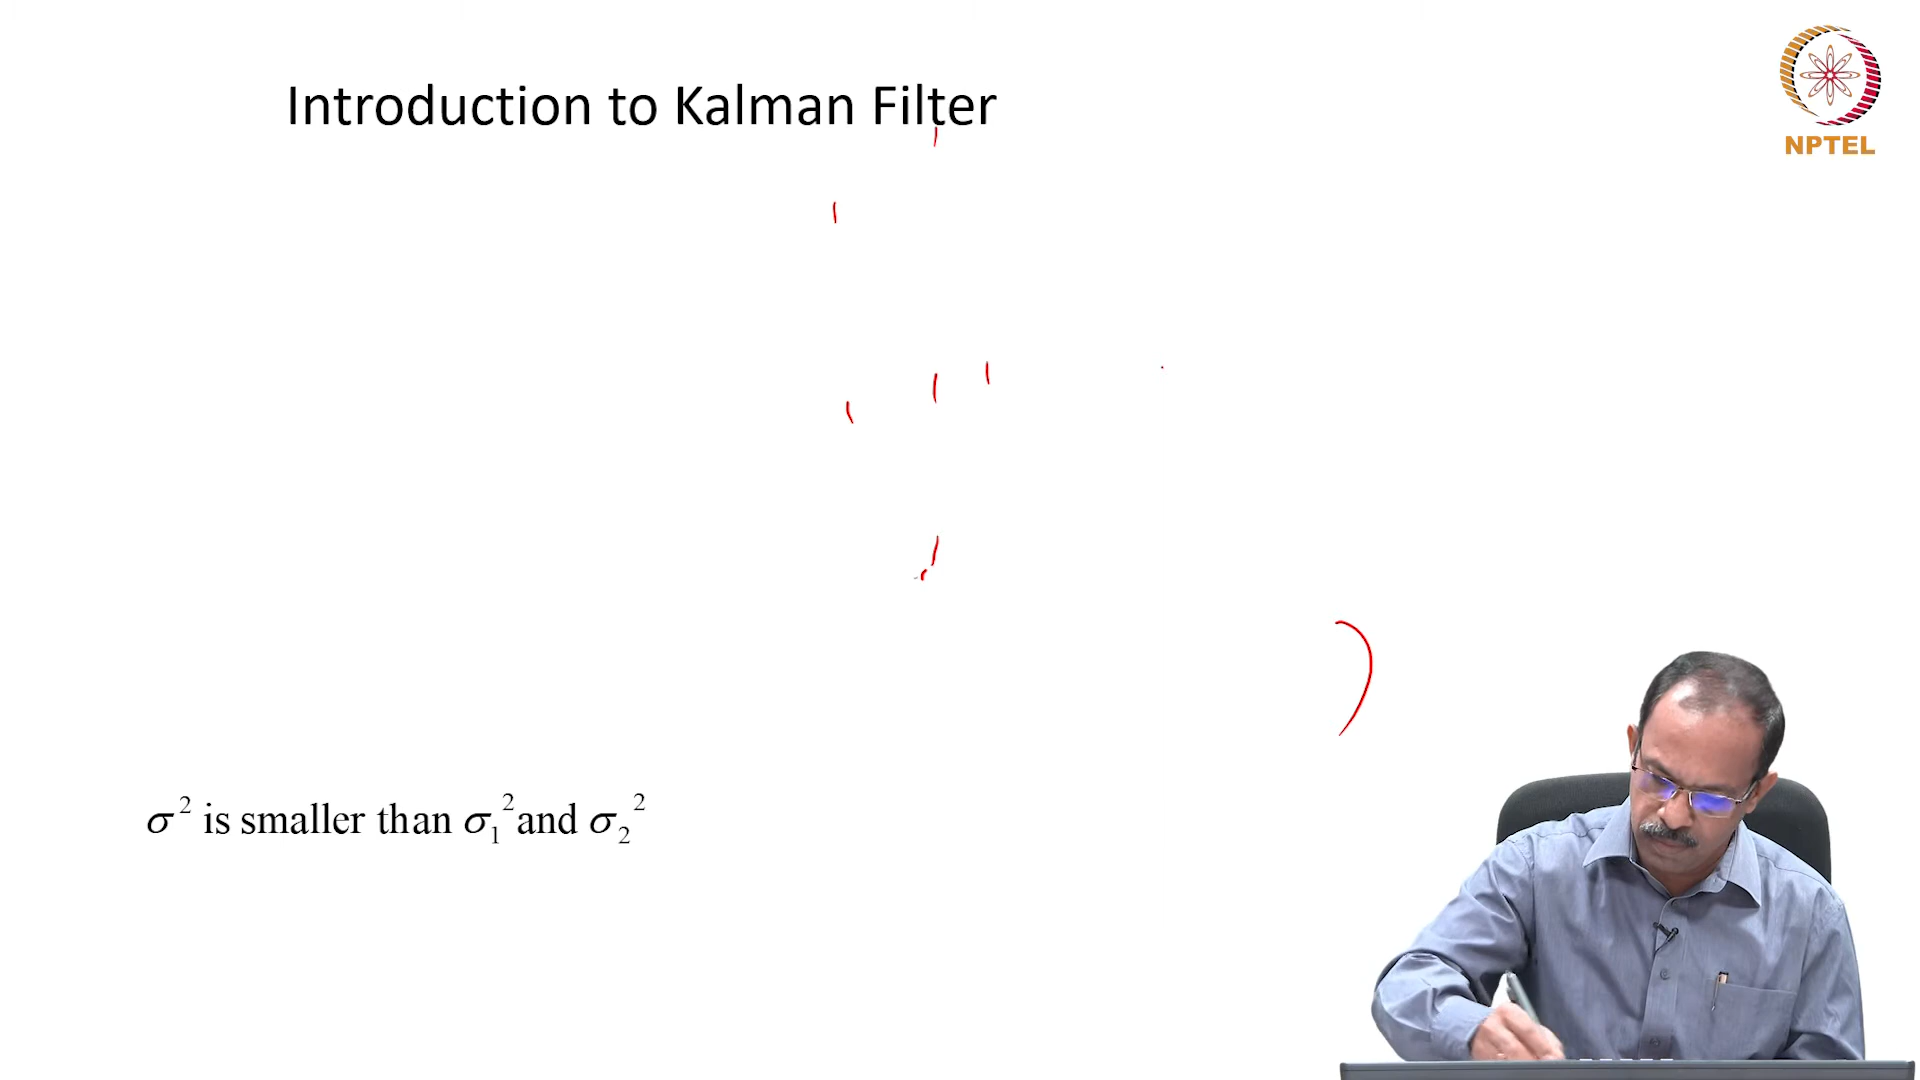 Introduction to Kalman Filter
NPTEL
σ² is smaller than σ₁² and σ₂²